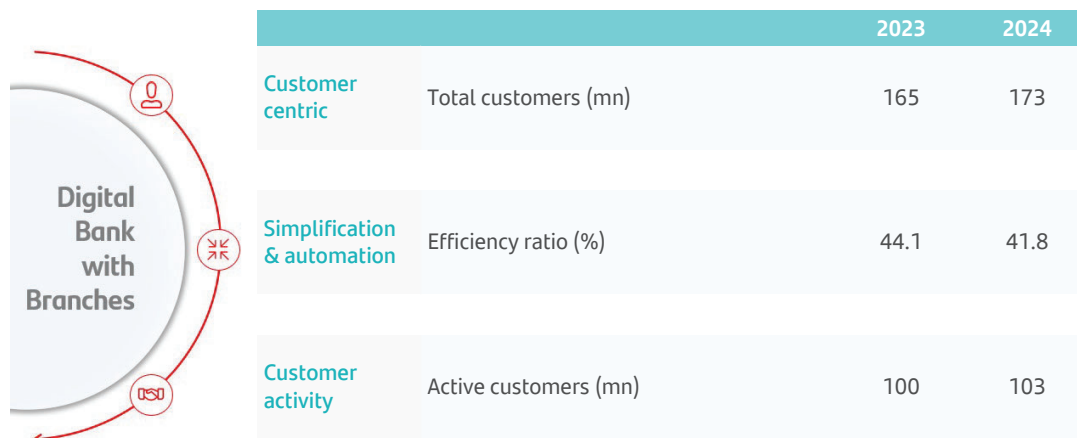 2023 2024
Customer
centric
Total customers (mn) 165 173
Digital
Bank
with
Branches
Simplification
& automation
Efficiency ratio (%) 44.1 41.8
Customer
activity
Active customers (mn) 100 103